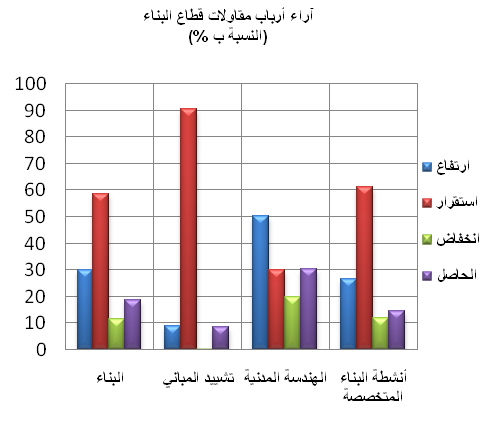 آراء أرباب مقاولات قطاع البناء
(النسبة ب %)
100
90
80
70
60
50
40
30
20
10
0
ارتفاع
استقرار
انخفاض
الحاصل
البناء
تشييد المباني
الهندسة المدنية
أنشطة البناء
المتخصصة